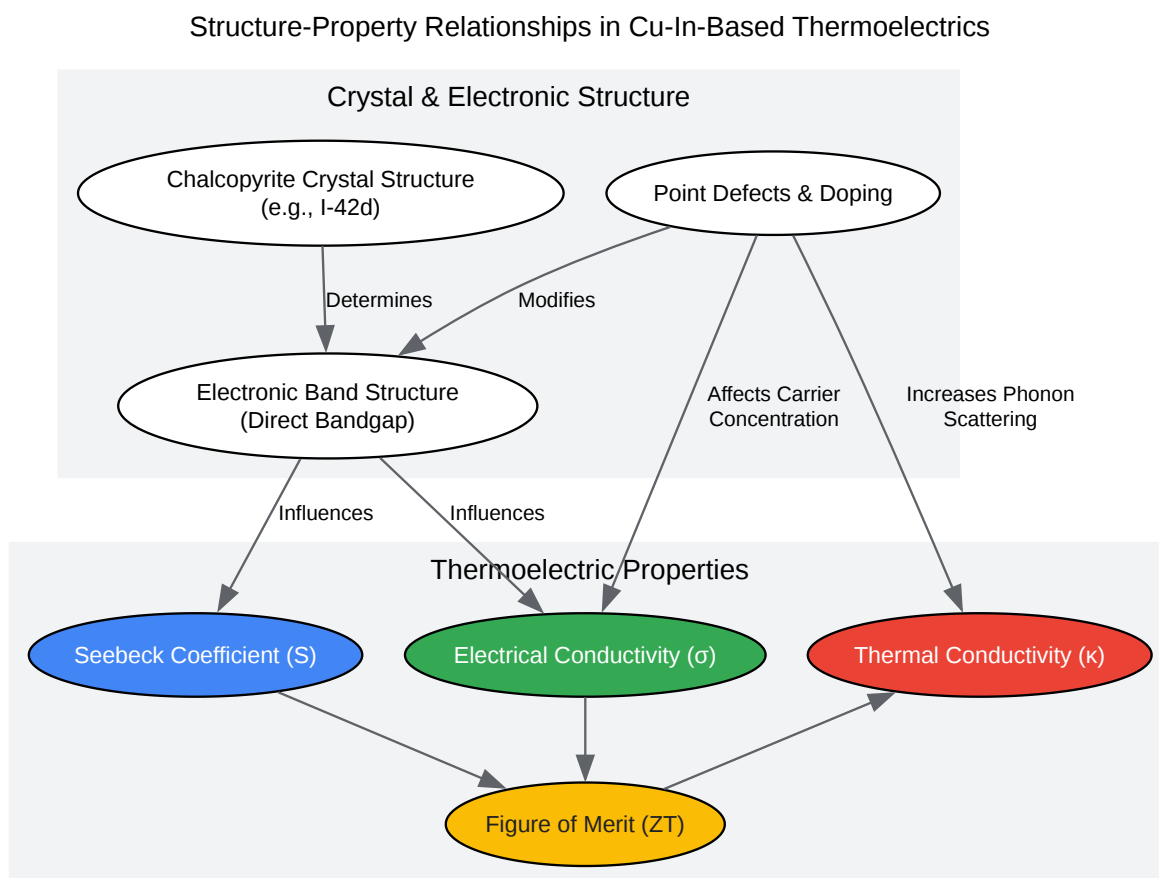 Structure-Property Relationships in Cu-In-Based Thermoelectrics
Crystal & Electronic Structure
Chalcopyrite Crystal Structure
(e.g., I-42d)
Point Defects & Doping
Determines
Modifies
Electronic Band Structure
(Direct Bandgap)
Affects Carrier
Concentration
Increases Phonon
Scattering
Influences
Influences
Thermoelectric Properties
Seebeck Coefficient (S)
Electrical Conductivity (σ)
Thermal Conductivity (κ)
Figure of Merit (ZT)